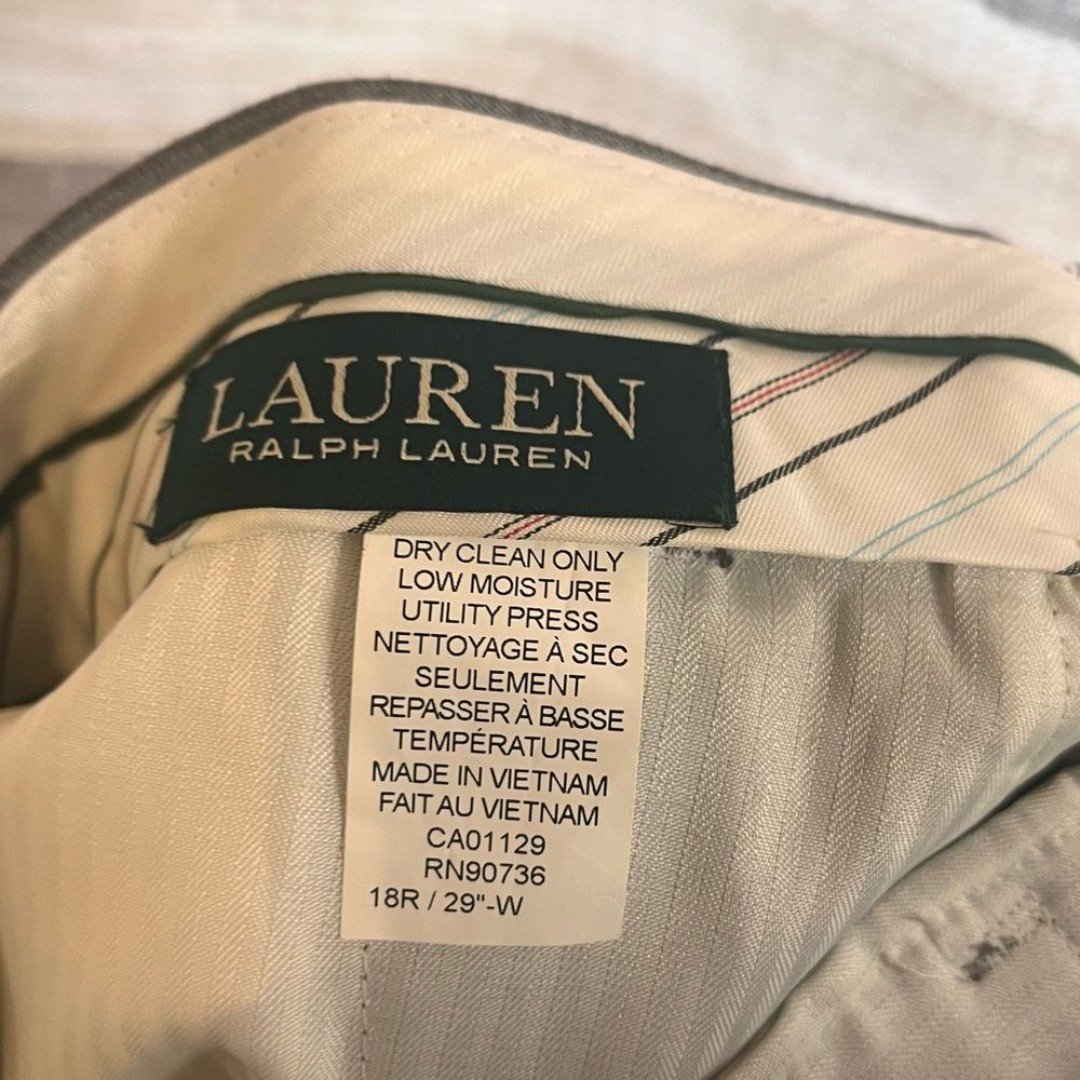 LAUREN
RALPH LAUREN
DRY CLEAN ONLY
LOW MOISTURE
UTILITY PRESS
NETTOYAGE À SEC
SEULEMENT
REPASSER À BASSE
TEMPÉRATURE
MADE IN VIETNAM
FAIT AU VIETNAM
CA01129
RN90736
18R / 29"-W